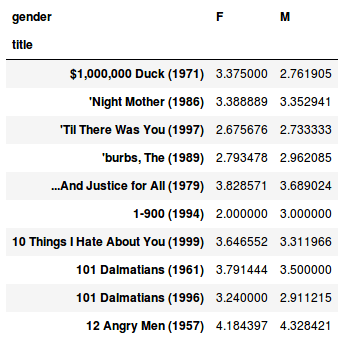 gender F M
title
$1,000,000 Duck (1971) 3.375000 2.761905
'Night Mother (1986) 3.388889 3.352941
'Til There Was You (1997) 2.675676 2.733333
'burbs, The (1989) 2.793478 2.962085
...And Justice for All (1979) 3.828571 3.689024
1-900 (1994) 2.000000 3.000000
10 Things I Hate About You (1999) 3.646552 3.311966
101 Dalmatians (1961) 3.791444 3.500000
101 Dalmatians (1996) 3.240000 2.911215
12 Angry Men (1957) 4.184397 4.328421